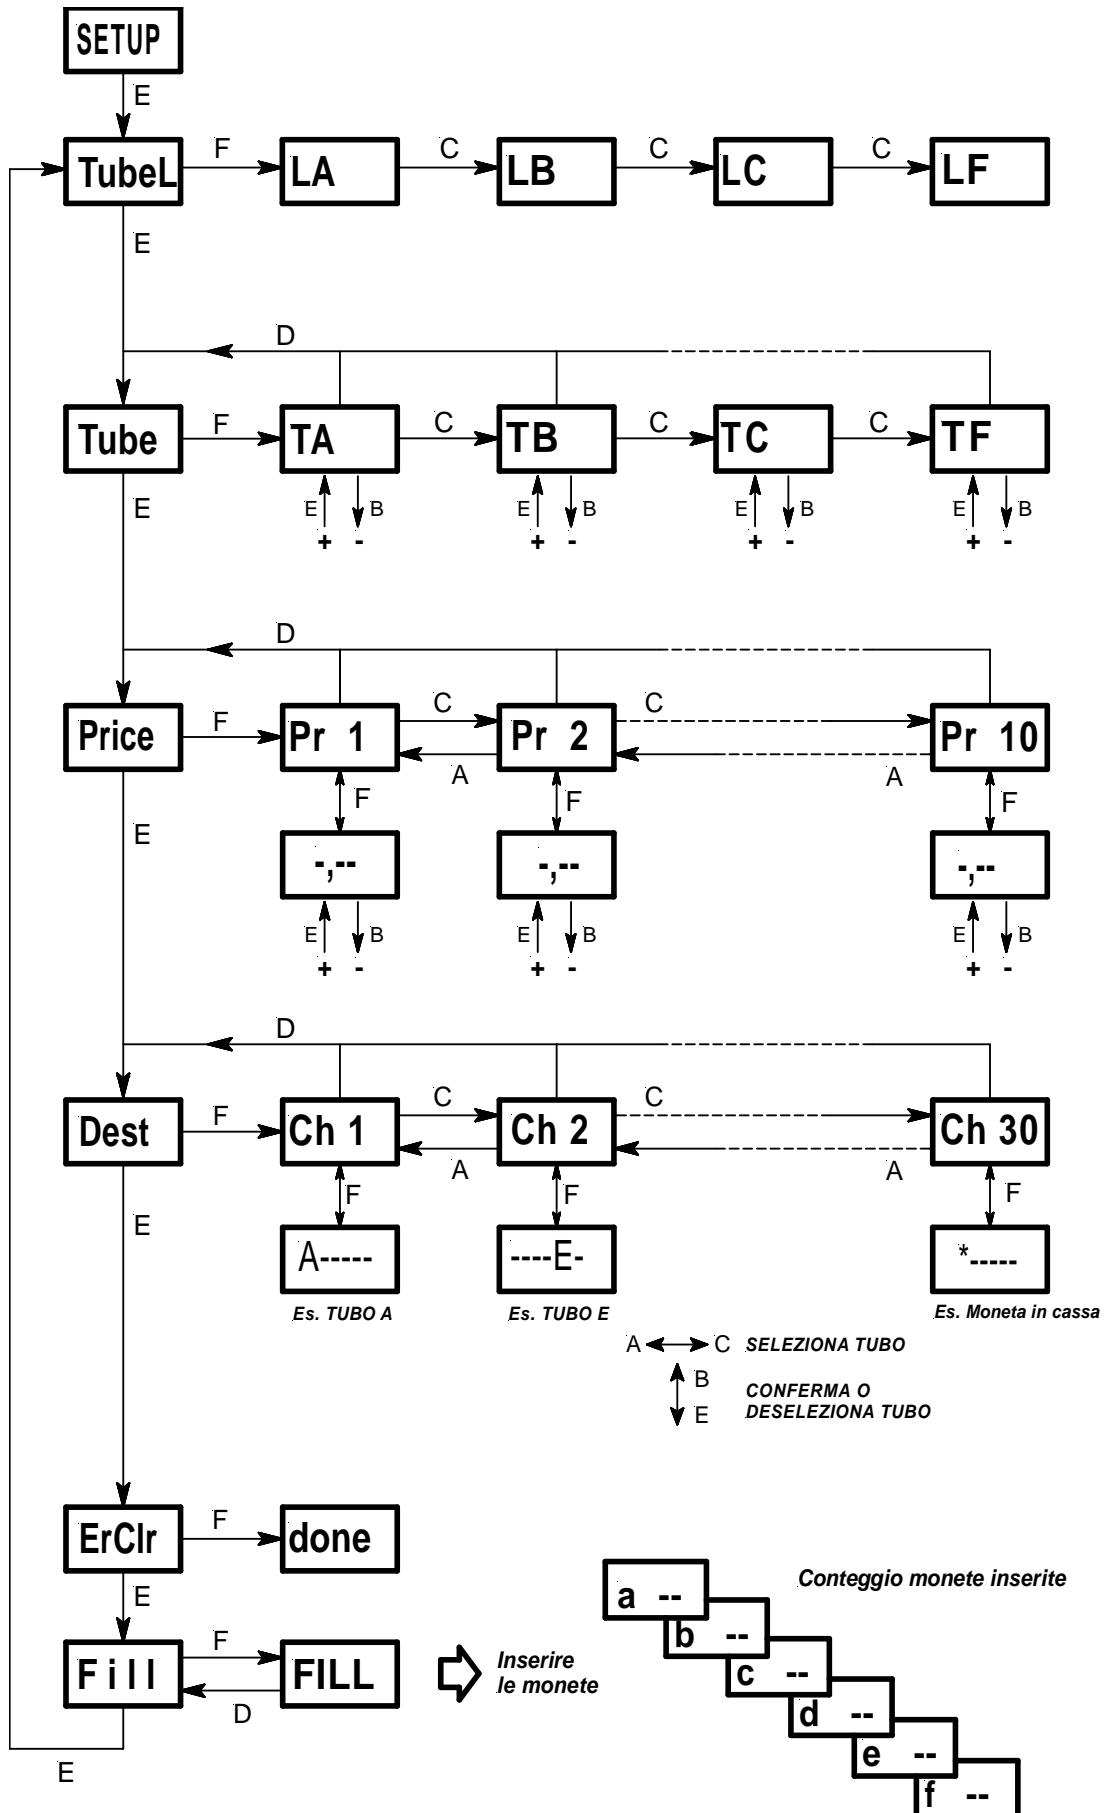 SETUP
E
TubeL F LA C LB C LC C LF
E
D
Tube F TA C TB C TC C TF
E E B E B E B E B
+ - + - + - + -
D
Price F Pr 1 C Pr 2 C Pr 10
A A
F F F
E -,-- -,-- -,--
E B E B E B
+ - + - + -
D
Dest F Ch 1 C Ch 2 C Ch 30
A A
F F F
E A----- ----E- *-----
Es. TUBO A Es. TUBO E Es. Moneta in cassa
A C SELEZIONA TUBO
B
E
CONFERMA O
DESELEZIONA TUBO
ErClr F done
E
Fill F FILL
D
E
Inserire
le monete
Conteggio monete inserite
a --
b --
c --
d --
e --
f --